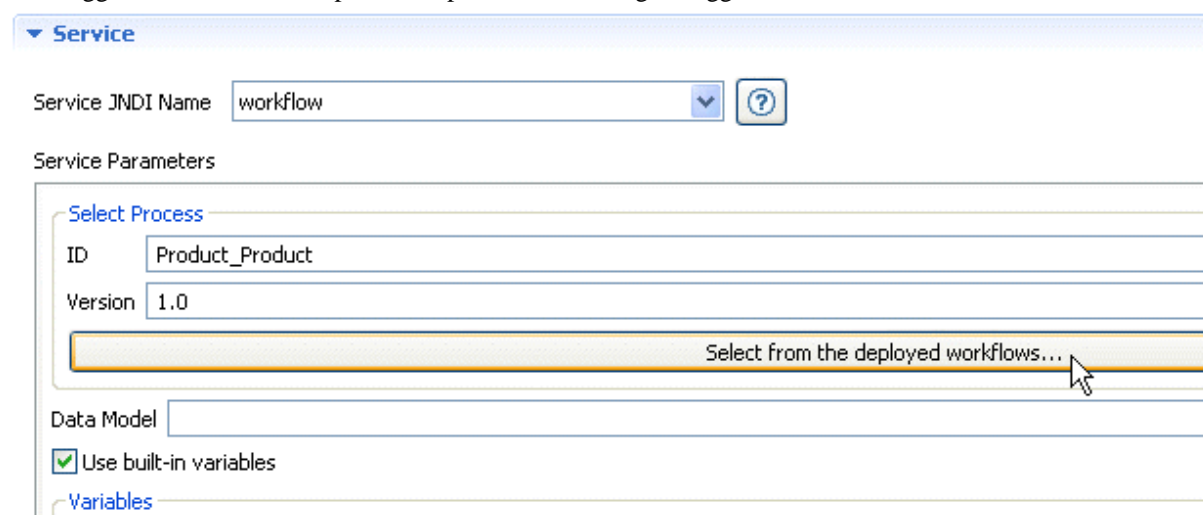 Service
Service JNDI Name workflow
Service Parameters
Select Process
ID Product_Product
Version 1.0
Select from the deployed workflows...
Data Model
Use built-in variables
Variables